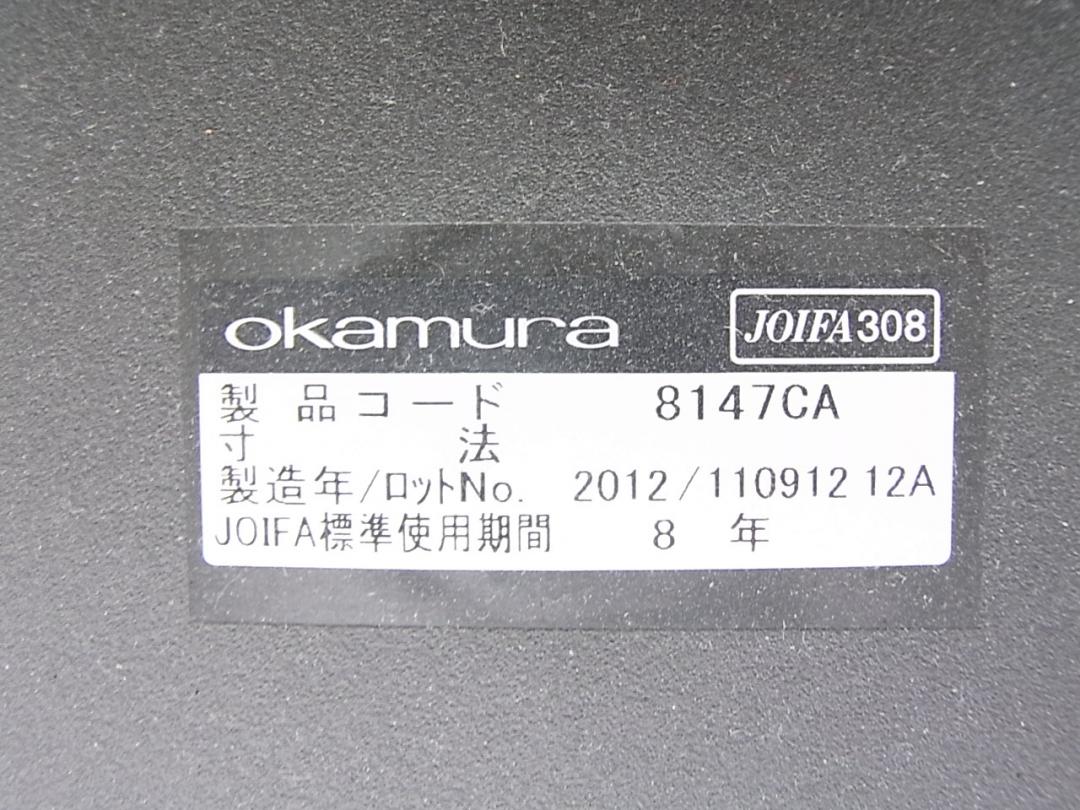 okamura JOIFA308
製品コード 8147CA
寸法
製造年/ロットNo. 2012/110912 12A
JOIFA標準使用期間 8 年